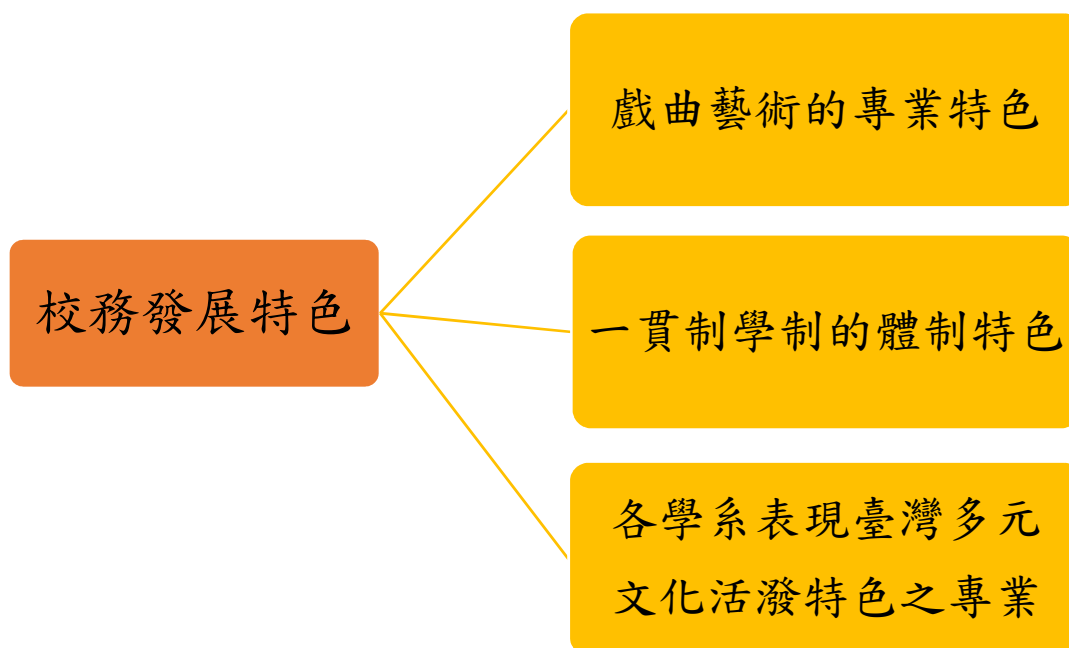 戲曲藝術的專業特色
校務發展特色
一貫制學制的體制特色
各學系表現臺灣多元
文化活潑特色之專業